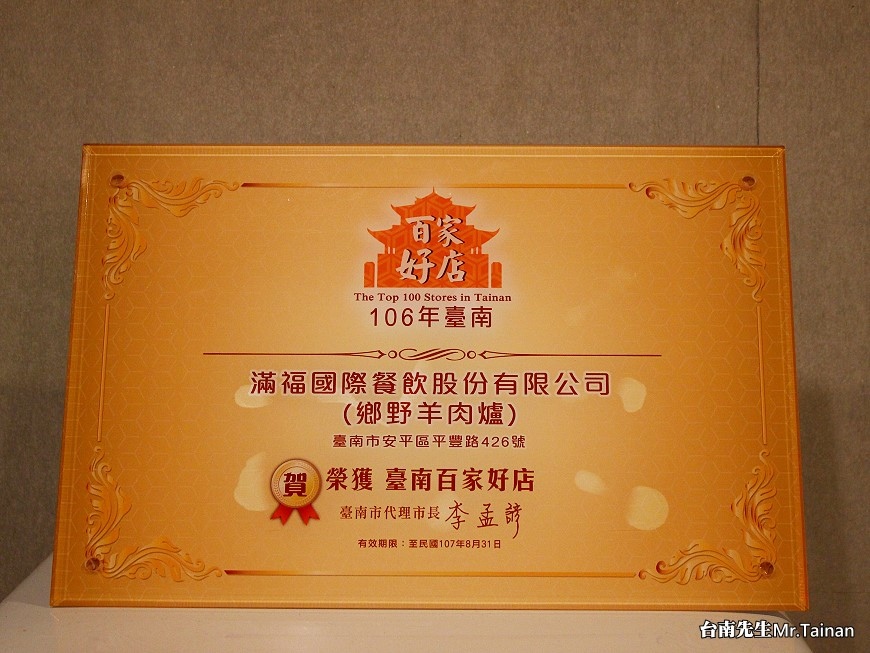 百家
好店
The Top 100 Stores in Tainan
106年臺南
滿福國際餐飲股份有限公司
(鄉野羊肉爐)
臺南市安平區平豐路426號
賀 榮獲 臺南百家好店
臺南市代理市長 李孟諺
有效期限：至民國107年8月31日
台南先生Mr.Tainan